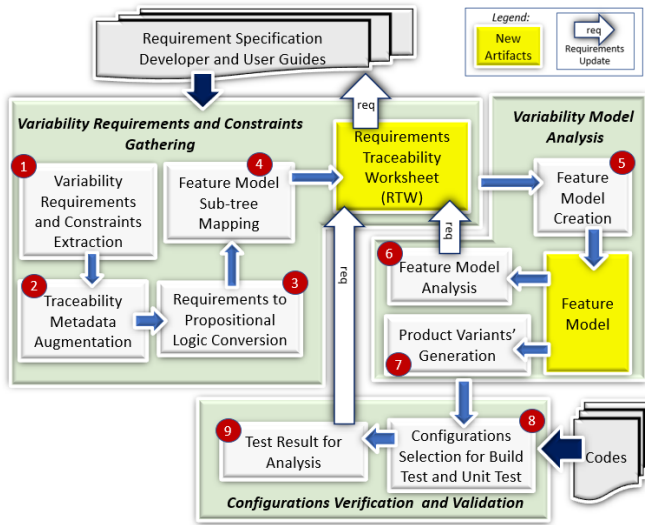 Requirement Specification
Developer and User Guides
Legend:
New
Artifacts
req
Requirements
Update
req
Variability Requirements and Constraints
Gathering
Variability Model
Analysis
1
Variability
Requirements
and Constraints
Extraction
4
Feature Model
Sub-tree
Mapping
Requirements
Traceability
Worksheet
(RTW)
5
Feature
Model
Creation
2
Traceability
Metadata
Augmentation
3
Requirements to
Propositional
Logic Conversion
req
req
6
Feature Model
Analysis
Feature
Model
7
Product Variants’
Generation
9
Test Result for
Analysis
8
Configurations
Selection for Build
Test and Unit Test
Codes
Configurations Verification and Validation